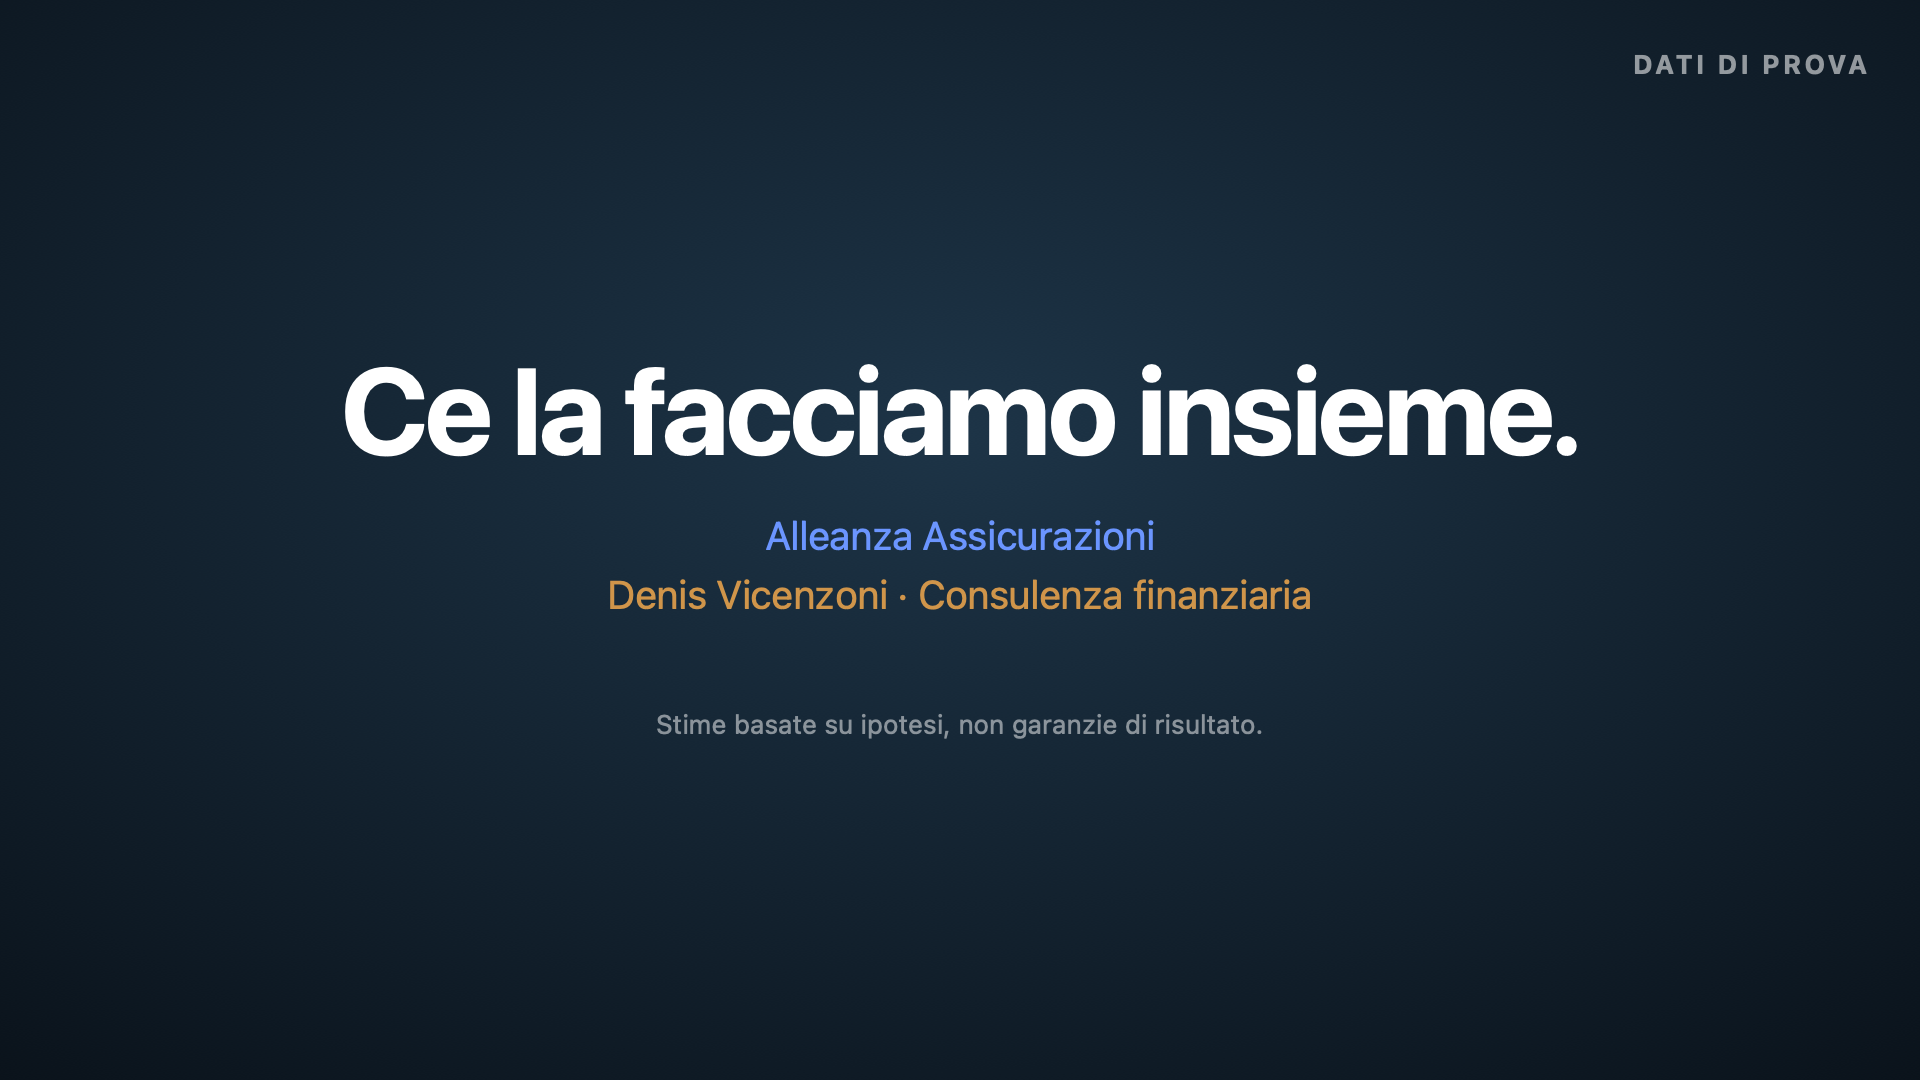 DATI DI PROVA
Ce la facciamo insieme.
Alleanza Assicurazioni
Denis Vicenzoni · Consulenza finanziaria
Stime basate su ipotesi, non garanzie di risultato.